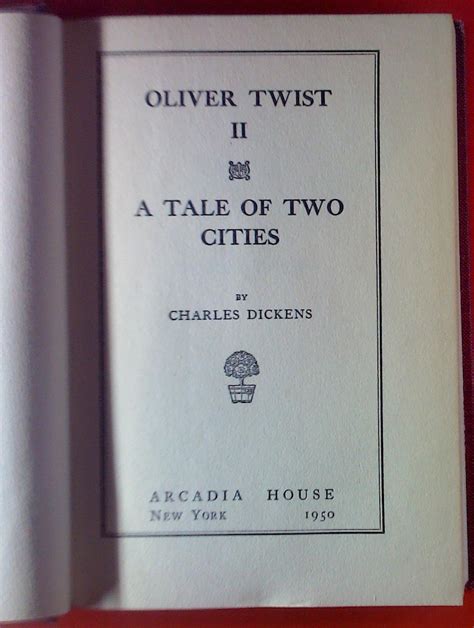 OLIVER TWIST
II
A TALE OF TWO
CITIES
BY
CHARLES DICKENS
ARCADIA HOUSE
NEW YORK 1950